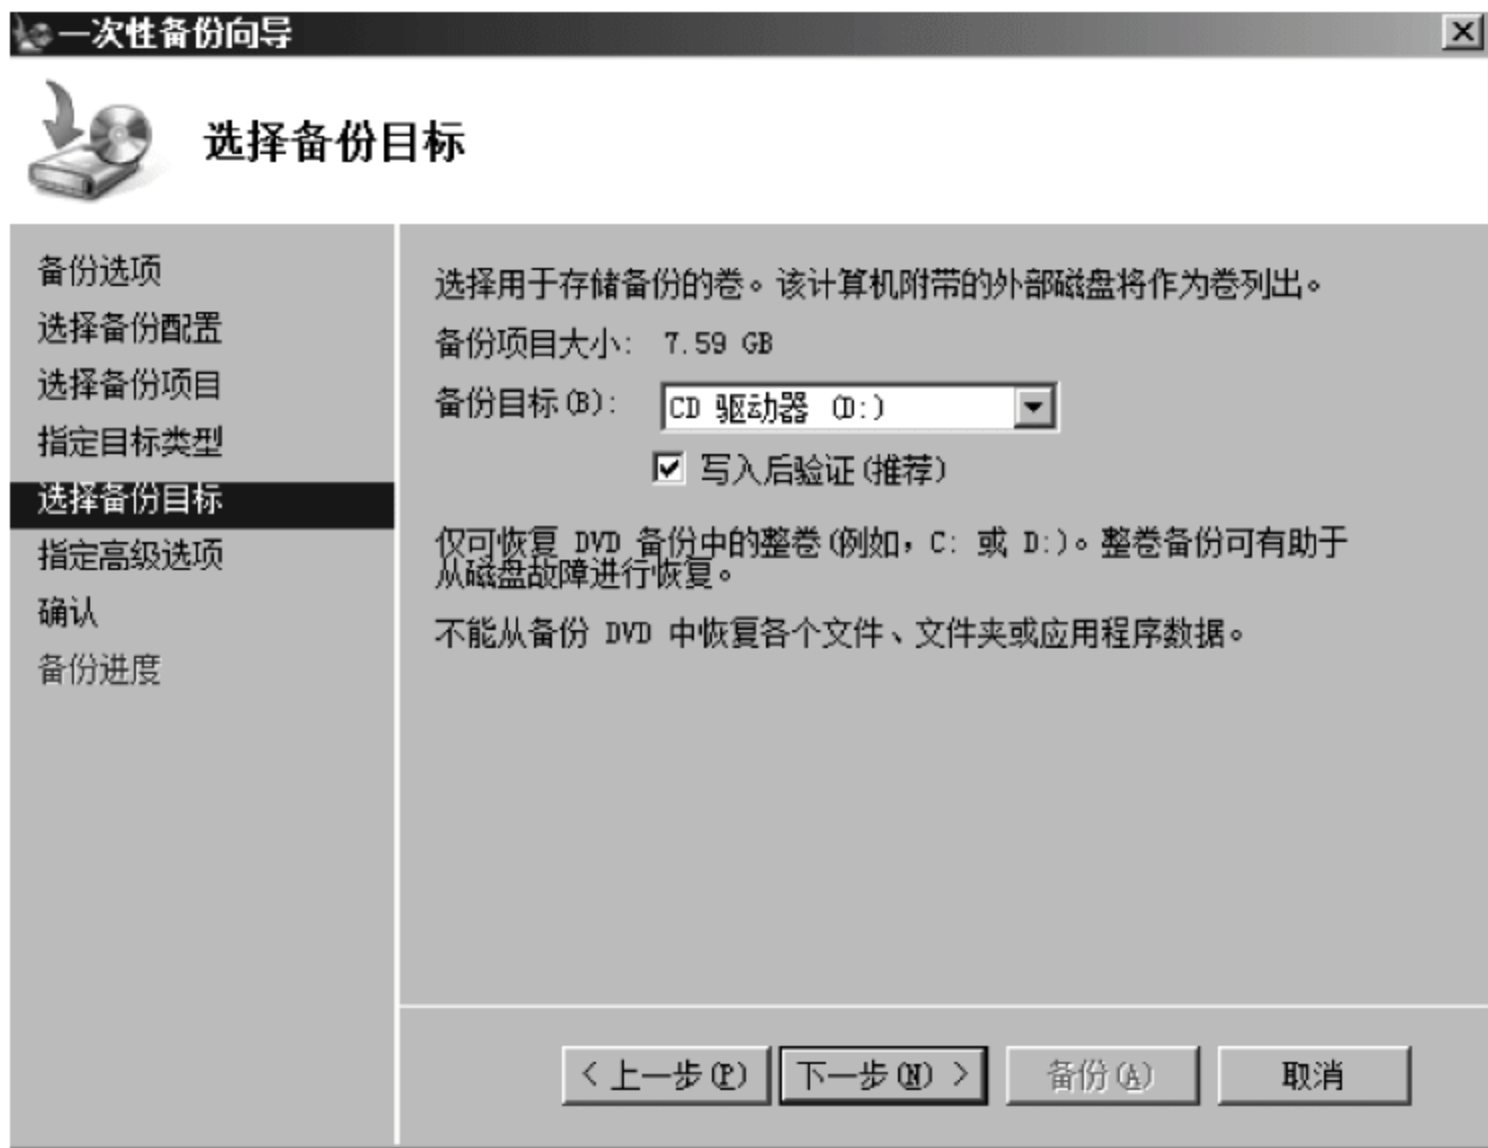 一次性备份向导
选择备份目标
备份选项
选择备份配置
选择备份项目
指定目标类型
选择备份目标
指定高级选项
确认
备份进度
选择用于存储备份的卷。该计算机附带的外部磁盘将作为卷列出。
备份项目大小: 7.59 GB
备份目标(B): CD 驱动器 (D:)
写入后验证(推荐)
仅可恢复 DVD 备份中的整卷(例如，C: 或 D:)。整卷备份可有助于
从磁盘故障进行恢复。
不能从备份 DVD 中恢复各个文件、文件夹或应用程序数据。
< 上一步(P) 下一步(N) > 备份(A) 取消